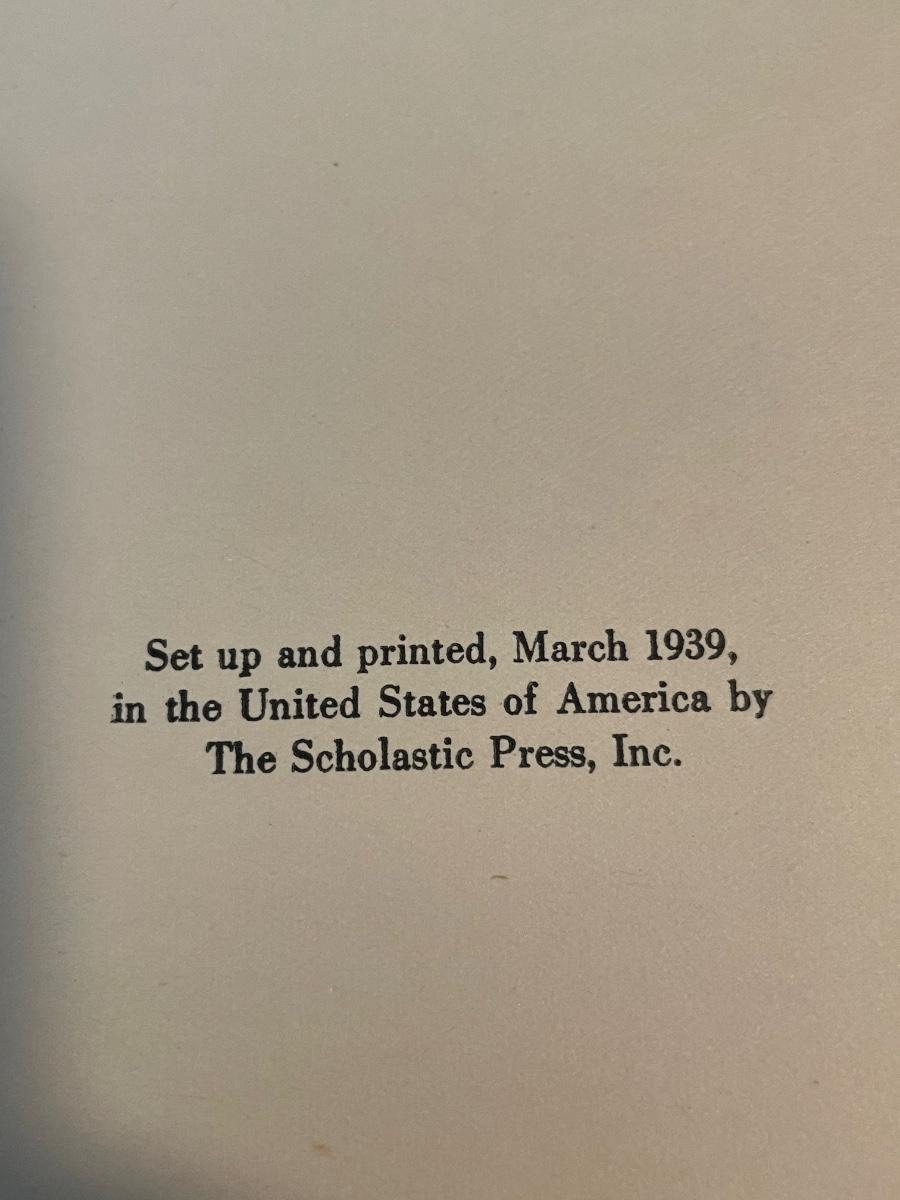 Set up and printed, March 1939,
in the United States of America by
The Scholastic Press, Inc.